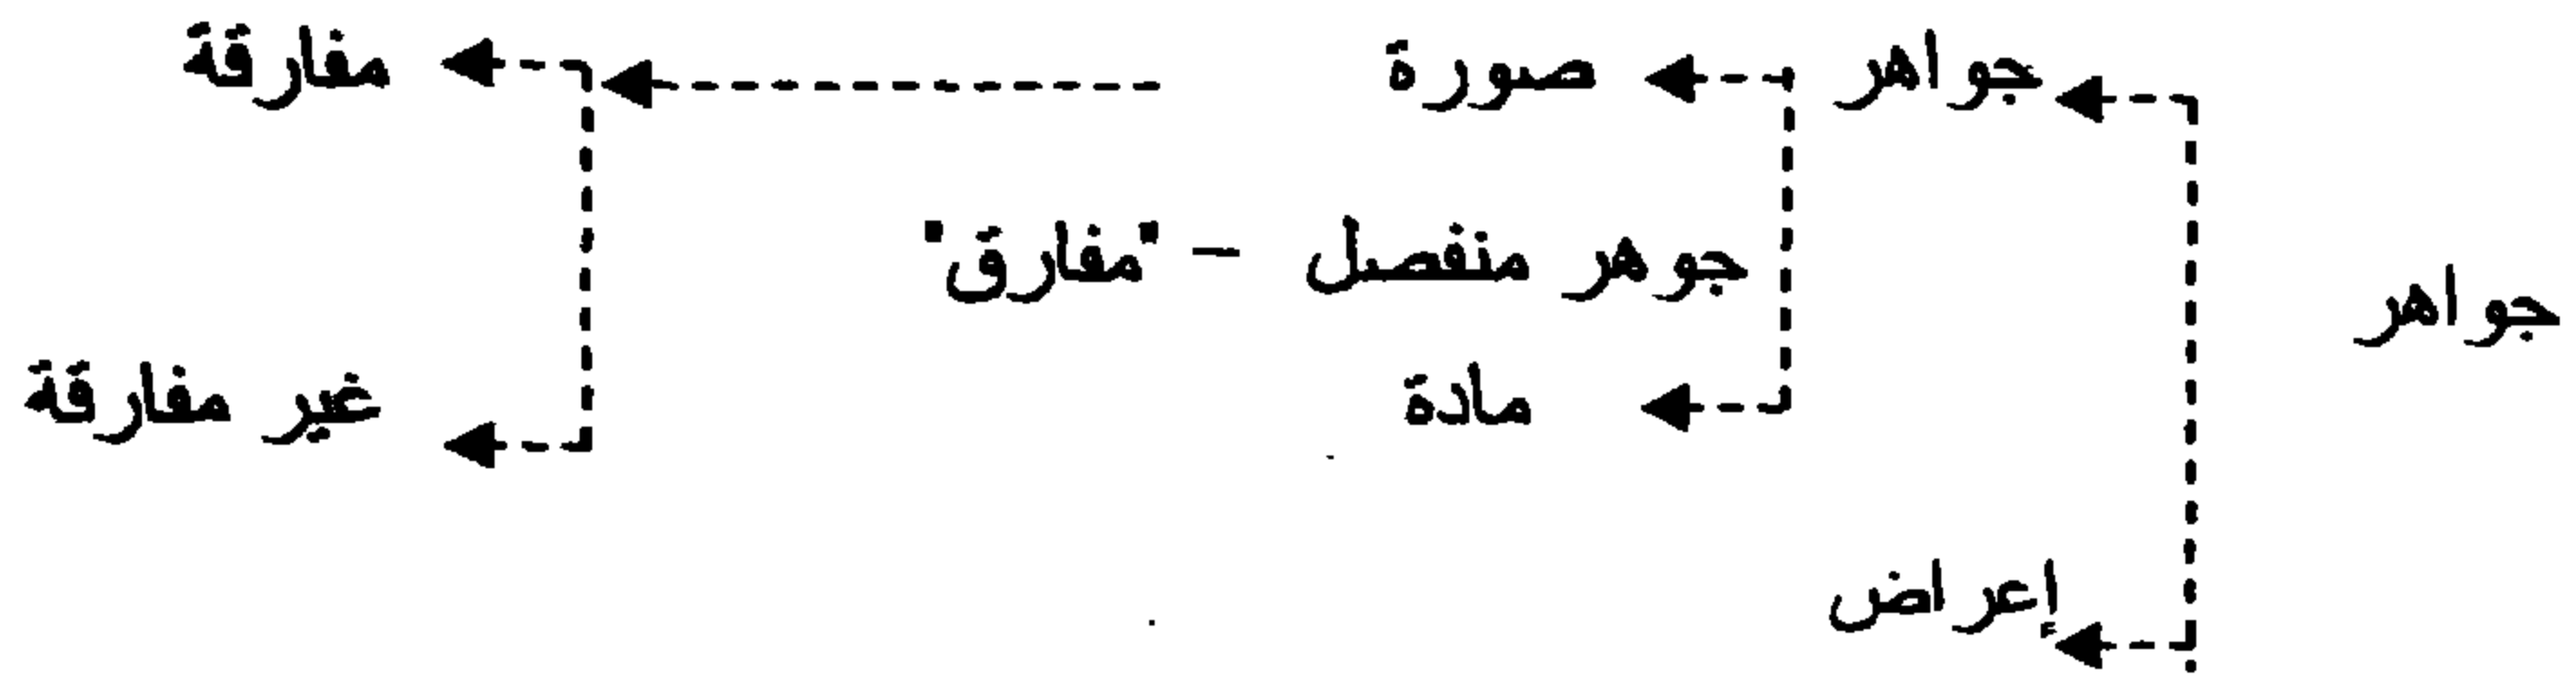 جواهر
جواهر
صورة
جوهر منفصل - "مفارق"
مادة
إعراض
مفارقة
غير مفارقة